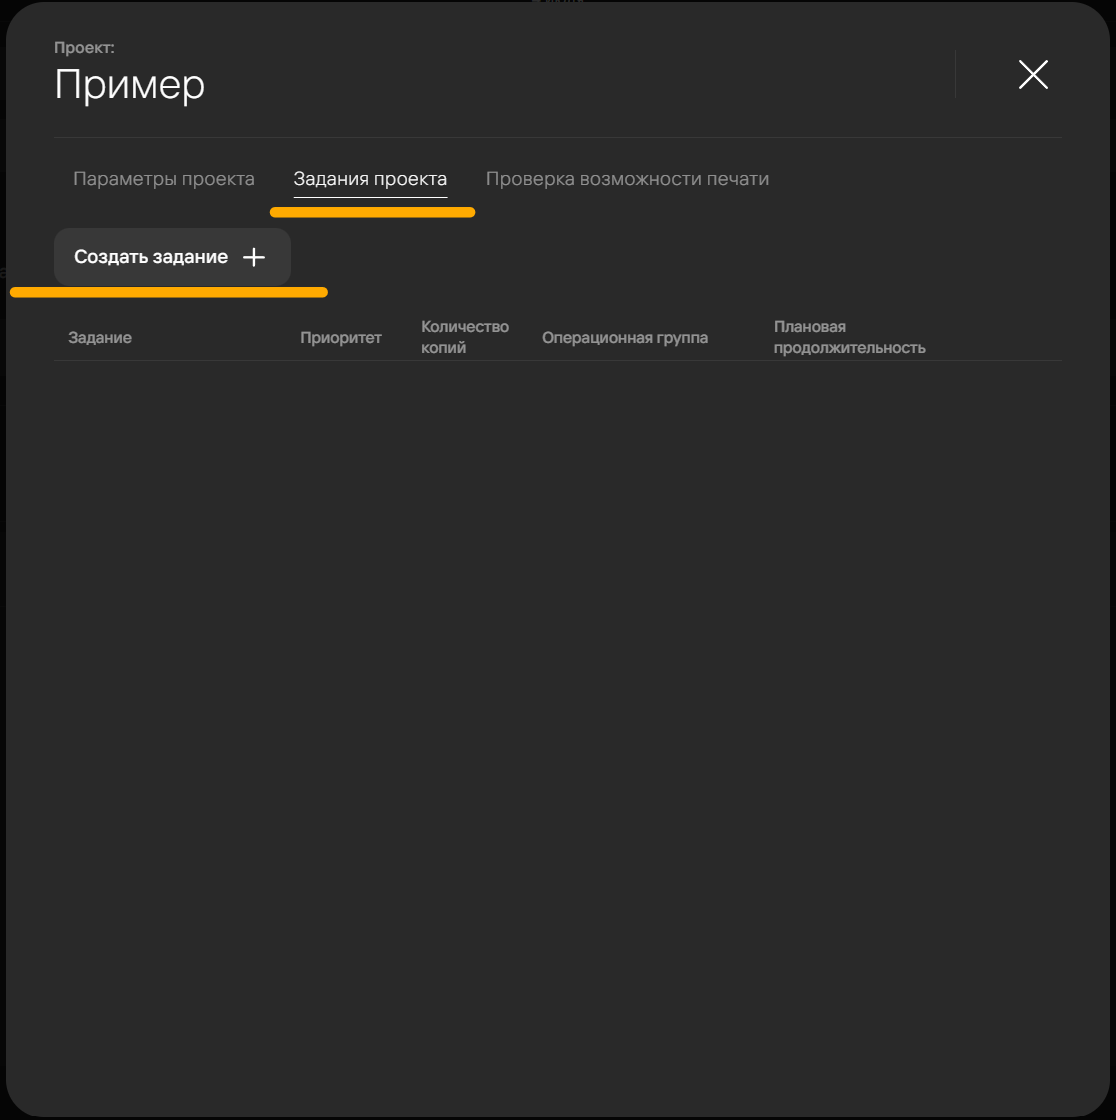 Проект:
Пример
Параметры проекта Задания проекта Проверка возможности печати
Создать задание
Задание Приоритет Количество копий Операционная группа Плановая продолжительность